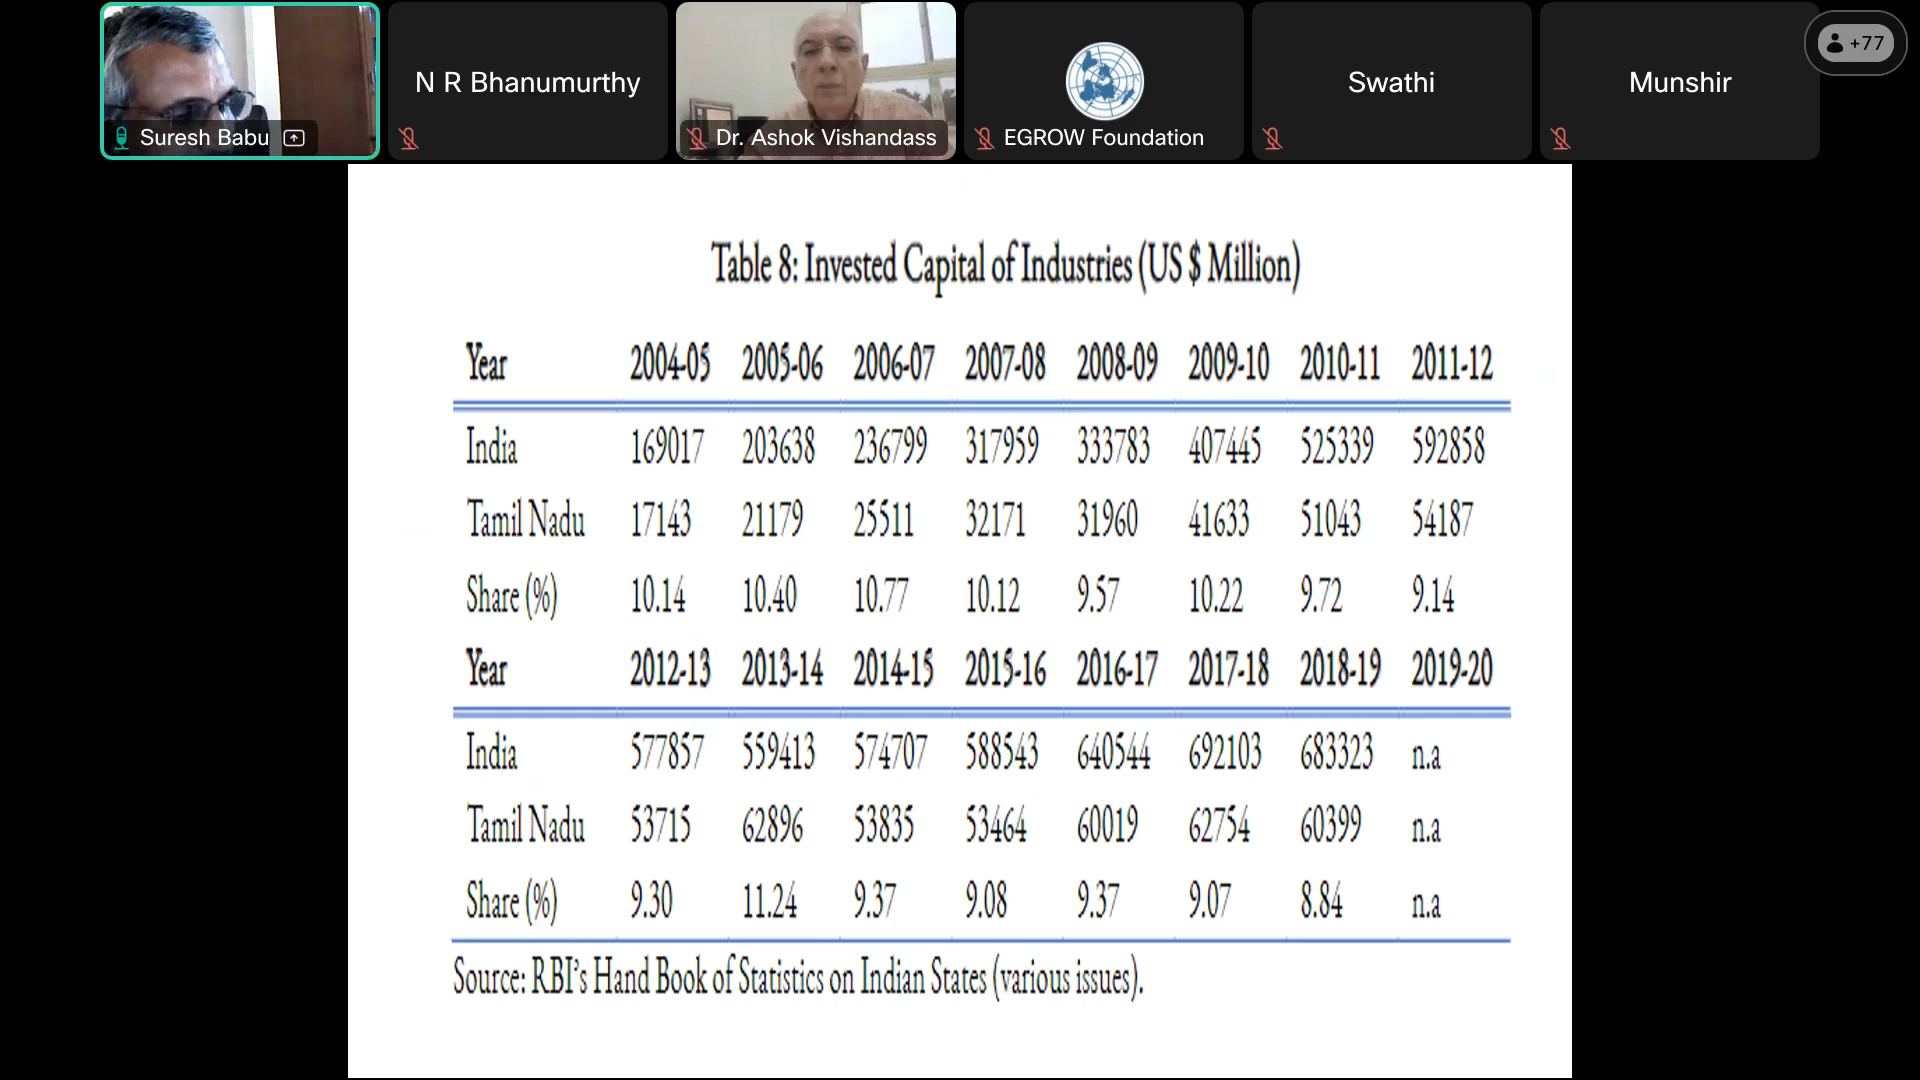 N R Bhanumurthy
Swathi
Munshir
+77
Suresh Babu
Dr. Ashok Vishandass
EGROW Foundation
Table 8: Invested Capital of Industries (US $ Million)
Year 2004-05 2005-06 2006-07 2007-08 2008-09 2009-10 2010-11 2011-12
India 169017 203638 236799 317959 333783 407445 525339 592858
Tamil Nadu 17143 21179 25511 32171 31960 41633 51043 54187
Share (%) 10.14 10.40 10.77 10.12 9.57 10.22 9.72 9.14
Year 2012-13 2013-14 2014-15 2015-16 2016-17 2017-18 2018-19 2019-20
India 577857 559413 574707 588543 640544 692103 683323 n.a
Tamil Nadu 53715 62896 53835 53464 60019 62754 60399 n.a
Share (%) 9.30 11.24 9.37 9.08 9.37 9.07 8.84 n.a
Source: RBI's Hand Book of Statistics on Indian States (various issues).